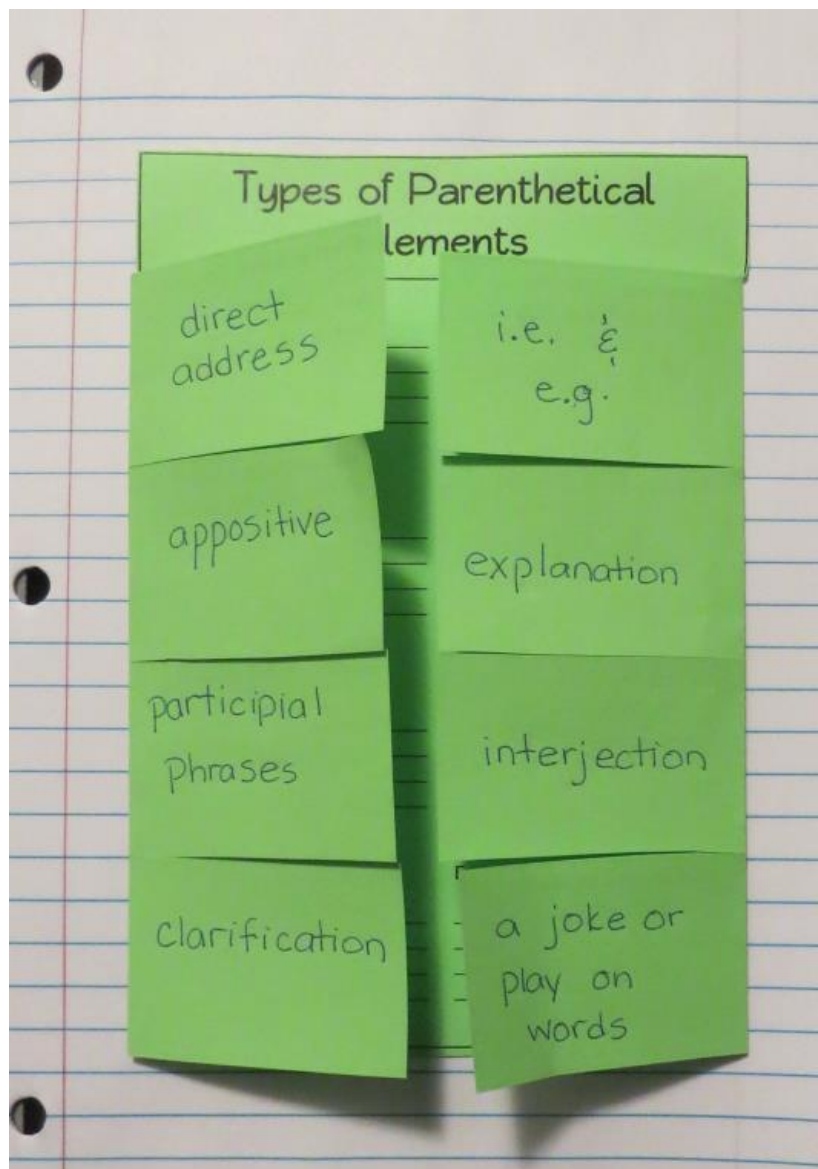 Types of Parenthetical
lements
direct
address
i.e. &
e.g.
appositive
explanation
participial
Phrases
interjection
clarification
a joke or
play on
words